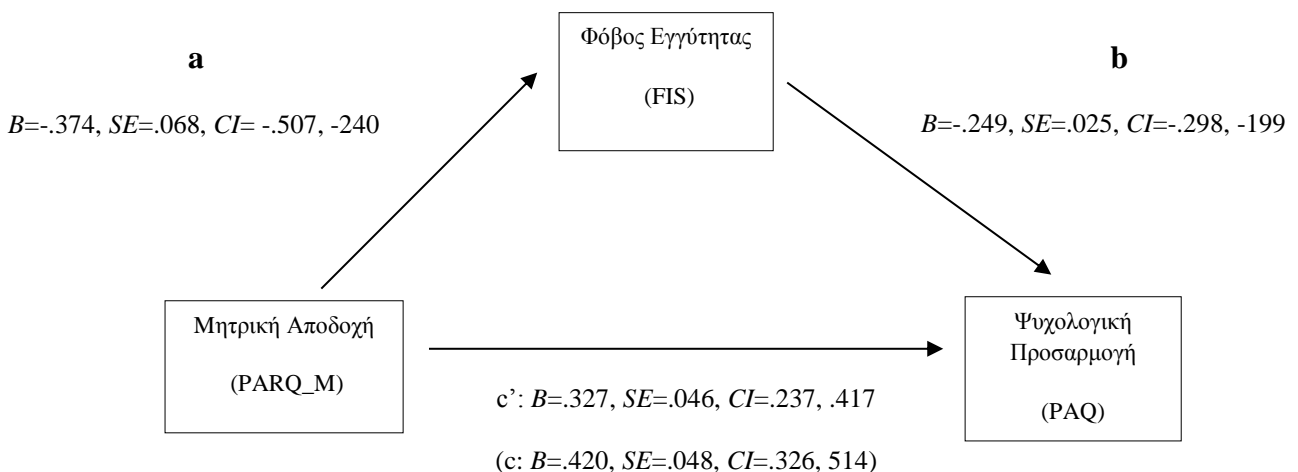 Φόβος Εγγύτητας
(FIS)
a
b
B=-.374, SE=.068, CI= -.507, -240
B=-.249, SE=.025, CI=-.298, -199
Μητρική Αποδοχή
(PARQ_M)
Ψυχολογική
Προσαρμογή
(PAQ)
c’: B=.327, SE=.046, CI=.237, .417
(c: B=.420, SE=.048, CI=.326, 514)